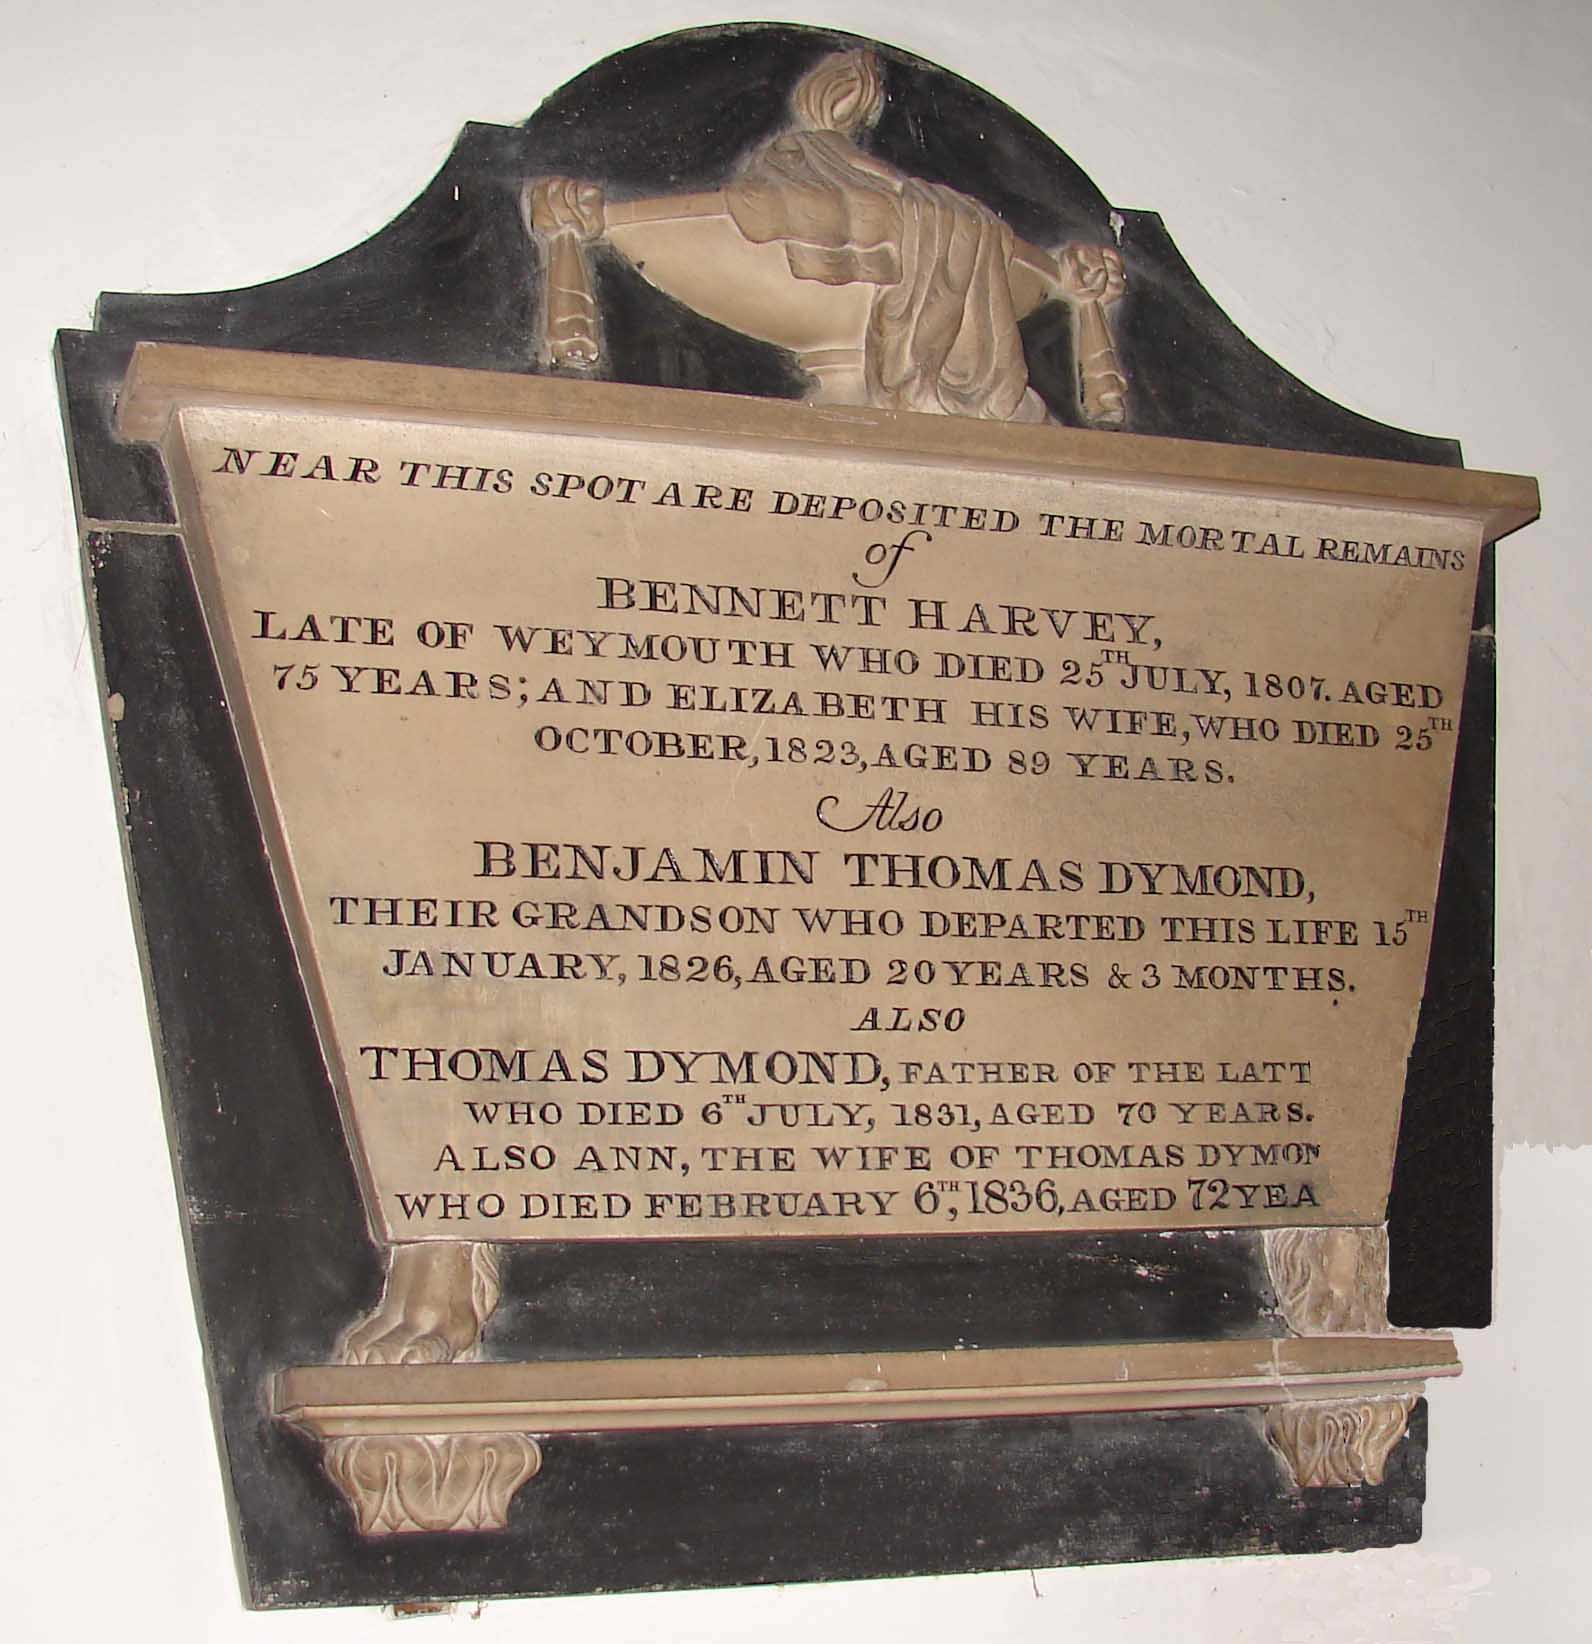 NEAR THIS SPOT ARE DEPOSITED THE MORTAL REMAINS
of
BENNETT HARVEY,
LATE OF WEYMOUTH WHO DIED 25TH JULY, 1807. AGED
75 YEARS; AND ELIZABETH HIS WIFE, WHO DIED 25TH
OCTOBER, 1823, AGED 89 YEARS.
Also
BENJAMIN THOMAS DYMOND,
THEIR GRANDSON WHO DEPARTED THIS LIFE 15TH
JANUARY, 1826, AGED 20 YEARS & 3 MONTHS.
ALSO
THOMAS DYMOND, FATHER OF THE LATT
WHO DIED 6TH JULY, 1831, AGED 70 YEARS.
ALSO ANN, THE WIFE OF THOMAS DYMON
WHO DIED FEBRUARY 6TH, 1836, AGED 72 YEA